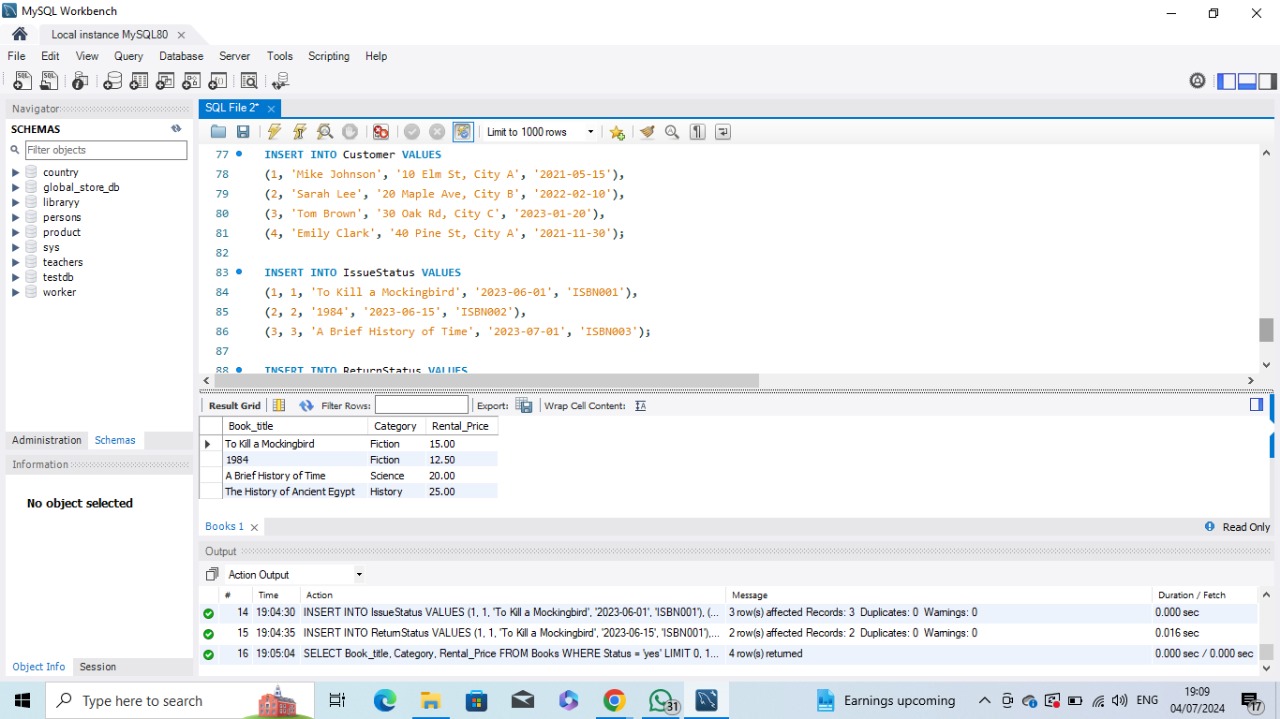 MySQL Workbench
Local instance MySQL80
File Edit View Query Database Server Tools Scripting Help
Navigator
SCHEMAS
Filter objects
country
global_store_db
libraryy
persons
product
sys
teachers
testdb
worker
Administration Schemas
Information
No object selected
Object Info Session
SQL File 2*
Limit to 1000 rows
77 INSERT INTO Customer VALUES
78 (1, 'Mike Johnson', '10 Elm St, City A', '2021-05-15'),
79 (2, 'Sarah Lee', '20 Maple Ave, City B', '2022-02-10'),
80 (3, 'Tom Brown', '30 Oak Rd, City C', '2023-01-20'),
81 (4, 'Emily Clark', '40 Pine St, City A', '2021-11-30');
82
83 INSERT INTO IssueStatus VALUES
84 (1, 1, 'To Kill a Mockingbird', '2023-06-01', 'ISBN001'),
85 (2, 2, '1984', '2023-06-15', 'ISBN002'),
86 (3, 3, 'A Brief History of Time', '2023-07-01', 'ISBN003');
87
88 INSERT INTO ReturnStatus VALUES
Result Grid Filter Rows: Export: Wrap Cell Content:
Book_title Category Rental_Price
To Kill a Mockingbird Fiction 15.00
1984 Fiction 12.50
A Brief History of Time Science 20.00
The History of Ancient Egypt History 25.00
Books 1 Read Only
Output
Action Output
# Time Action Message Duration / Fetch
14 19:04:30 INSERT INTO IssueStatus VALUES (1, 1, 'To Kill a Mockingbird', '2023-06-01', 'ISBN001'), (... 3 row(s) affected Records: 3 Duplicates: 0 Warnings: 0 0.000 sec
15 19:04:35 INSERT INTO ReturnStatus VALUES (1, 1, 'To Kill a Mockingbird', '2023-06-15', 'ISBN001'),... 2 row(s) affected Records: 2 Duplicates: 0 Warnings: 0 0.016 sec
16 19:05:04 SELECT Book_title, Category, Rental_Price FROM Books WHERE Status = 'yes' LIMIT 0, 1... 4 row(s) returned 0.000 sec / 0.000 sec
Type here to search
31
Earnings upcoming
ENG
19:09
04/07/2024
17